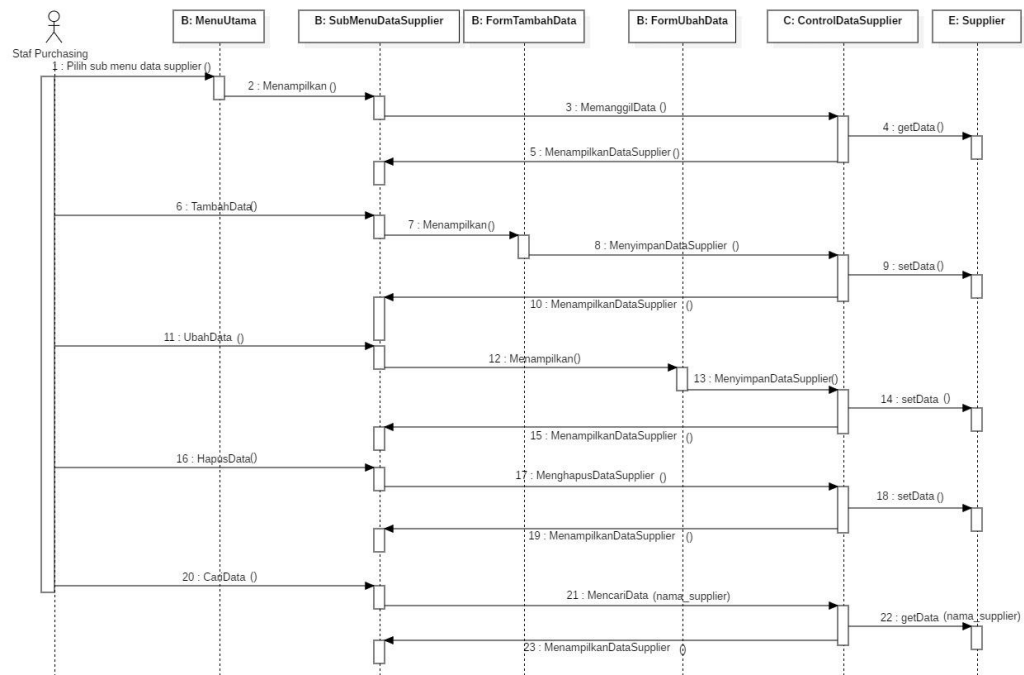 B: MenuUtama
B: SubMenuDataSupplier
B: FormTambahData
B: FormUbahData
C: ControlDataSupplier
E: Supplier
Staf Purchasing
1 : Pilih sub menu data supplier ()
2 : Menampilkan ()
3 : MemanggilData ()
4 : getData()
5 : MenampilkanDataSupplier()
6 : TambahData()
7 : Menampilkan()
8 : MenyimpanDataSupplier ()
9 : setData()
10 : MenampilkanDataSupplier ()
11 : UbahData ()
12 : Menampilkan()
13 : MenyimpanDataSupplier()
14 : setData ()
15 : MenampilkanDataSupplier ()
16 : HapusData()
17 : MenghapusDataSupplier ()
18 : setData()
19 : MenampilkanDataSupplier ()
20 : CariData ()
21 : MencariData (nama_supplier)
22 : getData (nama_supplier)
23 : MenampilkanDataSupplier ()